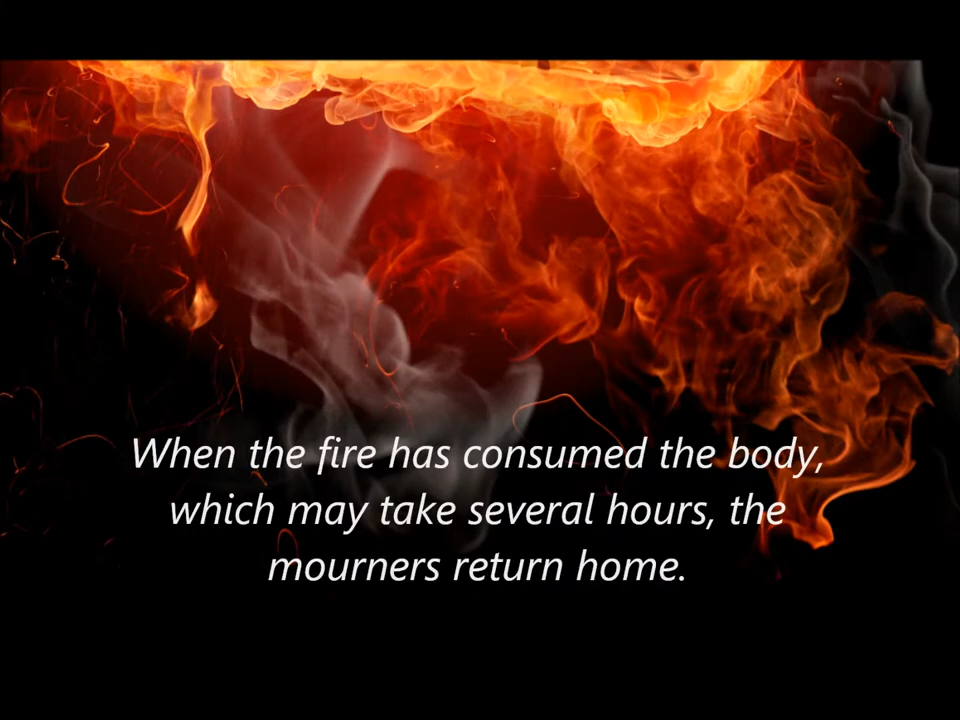 When the fire has consumed the body,
which may take several hours, the
mourners return home.